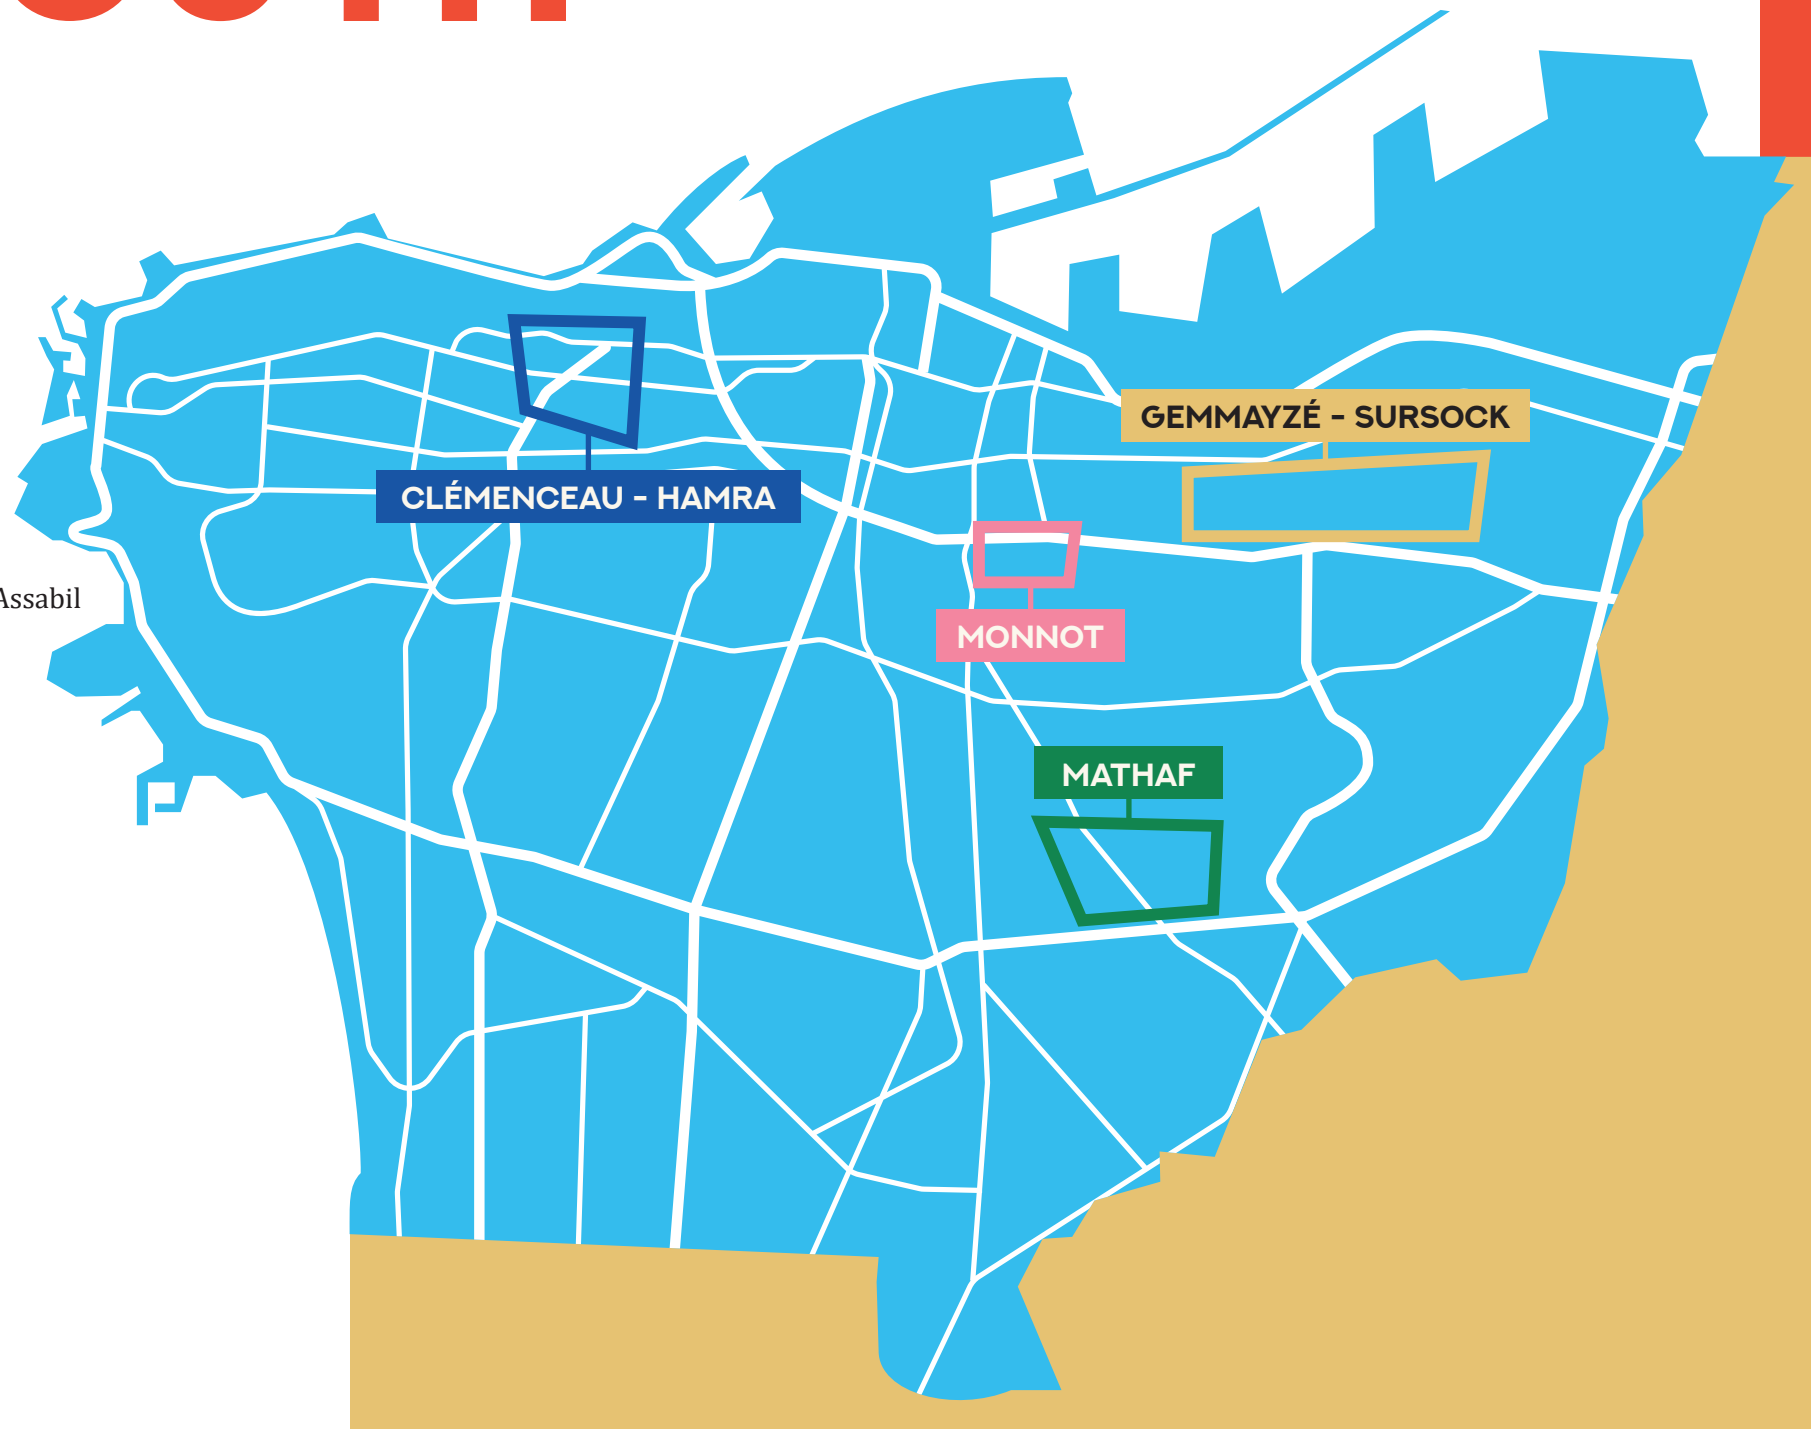 GEMMAYZÉ - SURSOCK
CLÉMENCEAU - HAMRA
Assabil
MONNOT
MATHAF